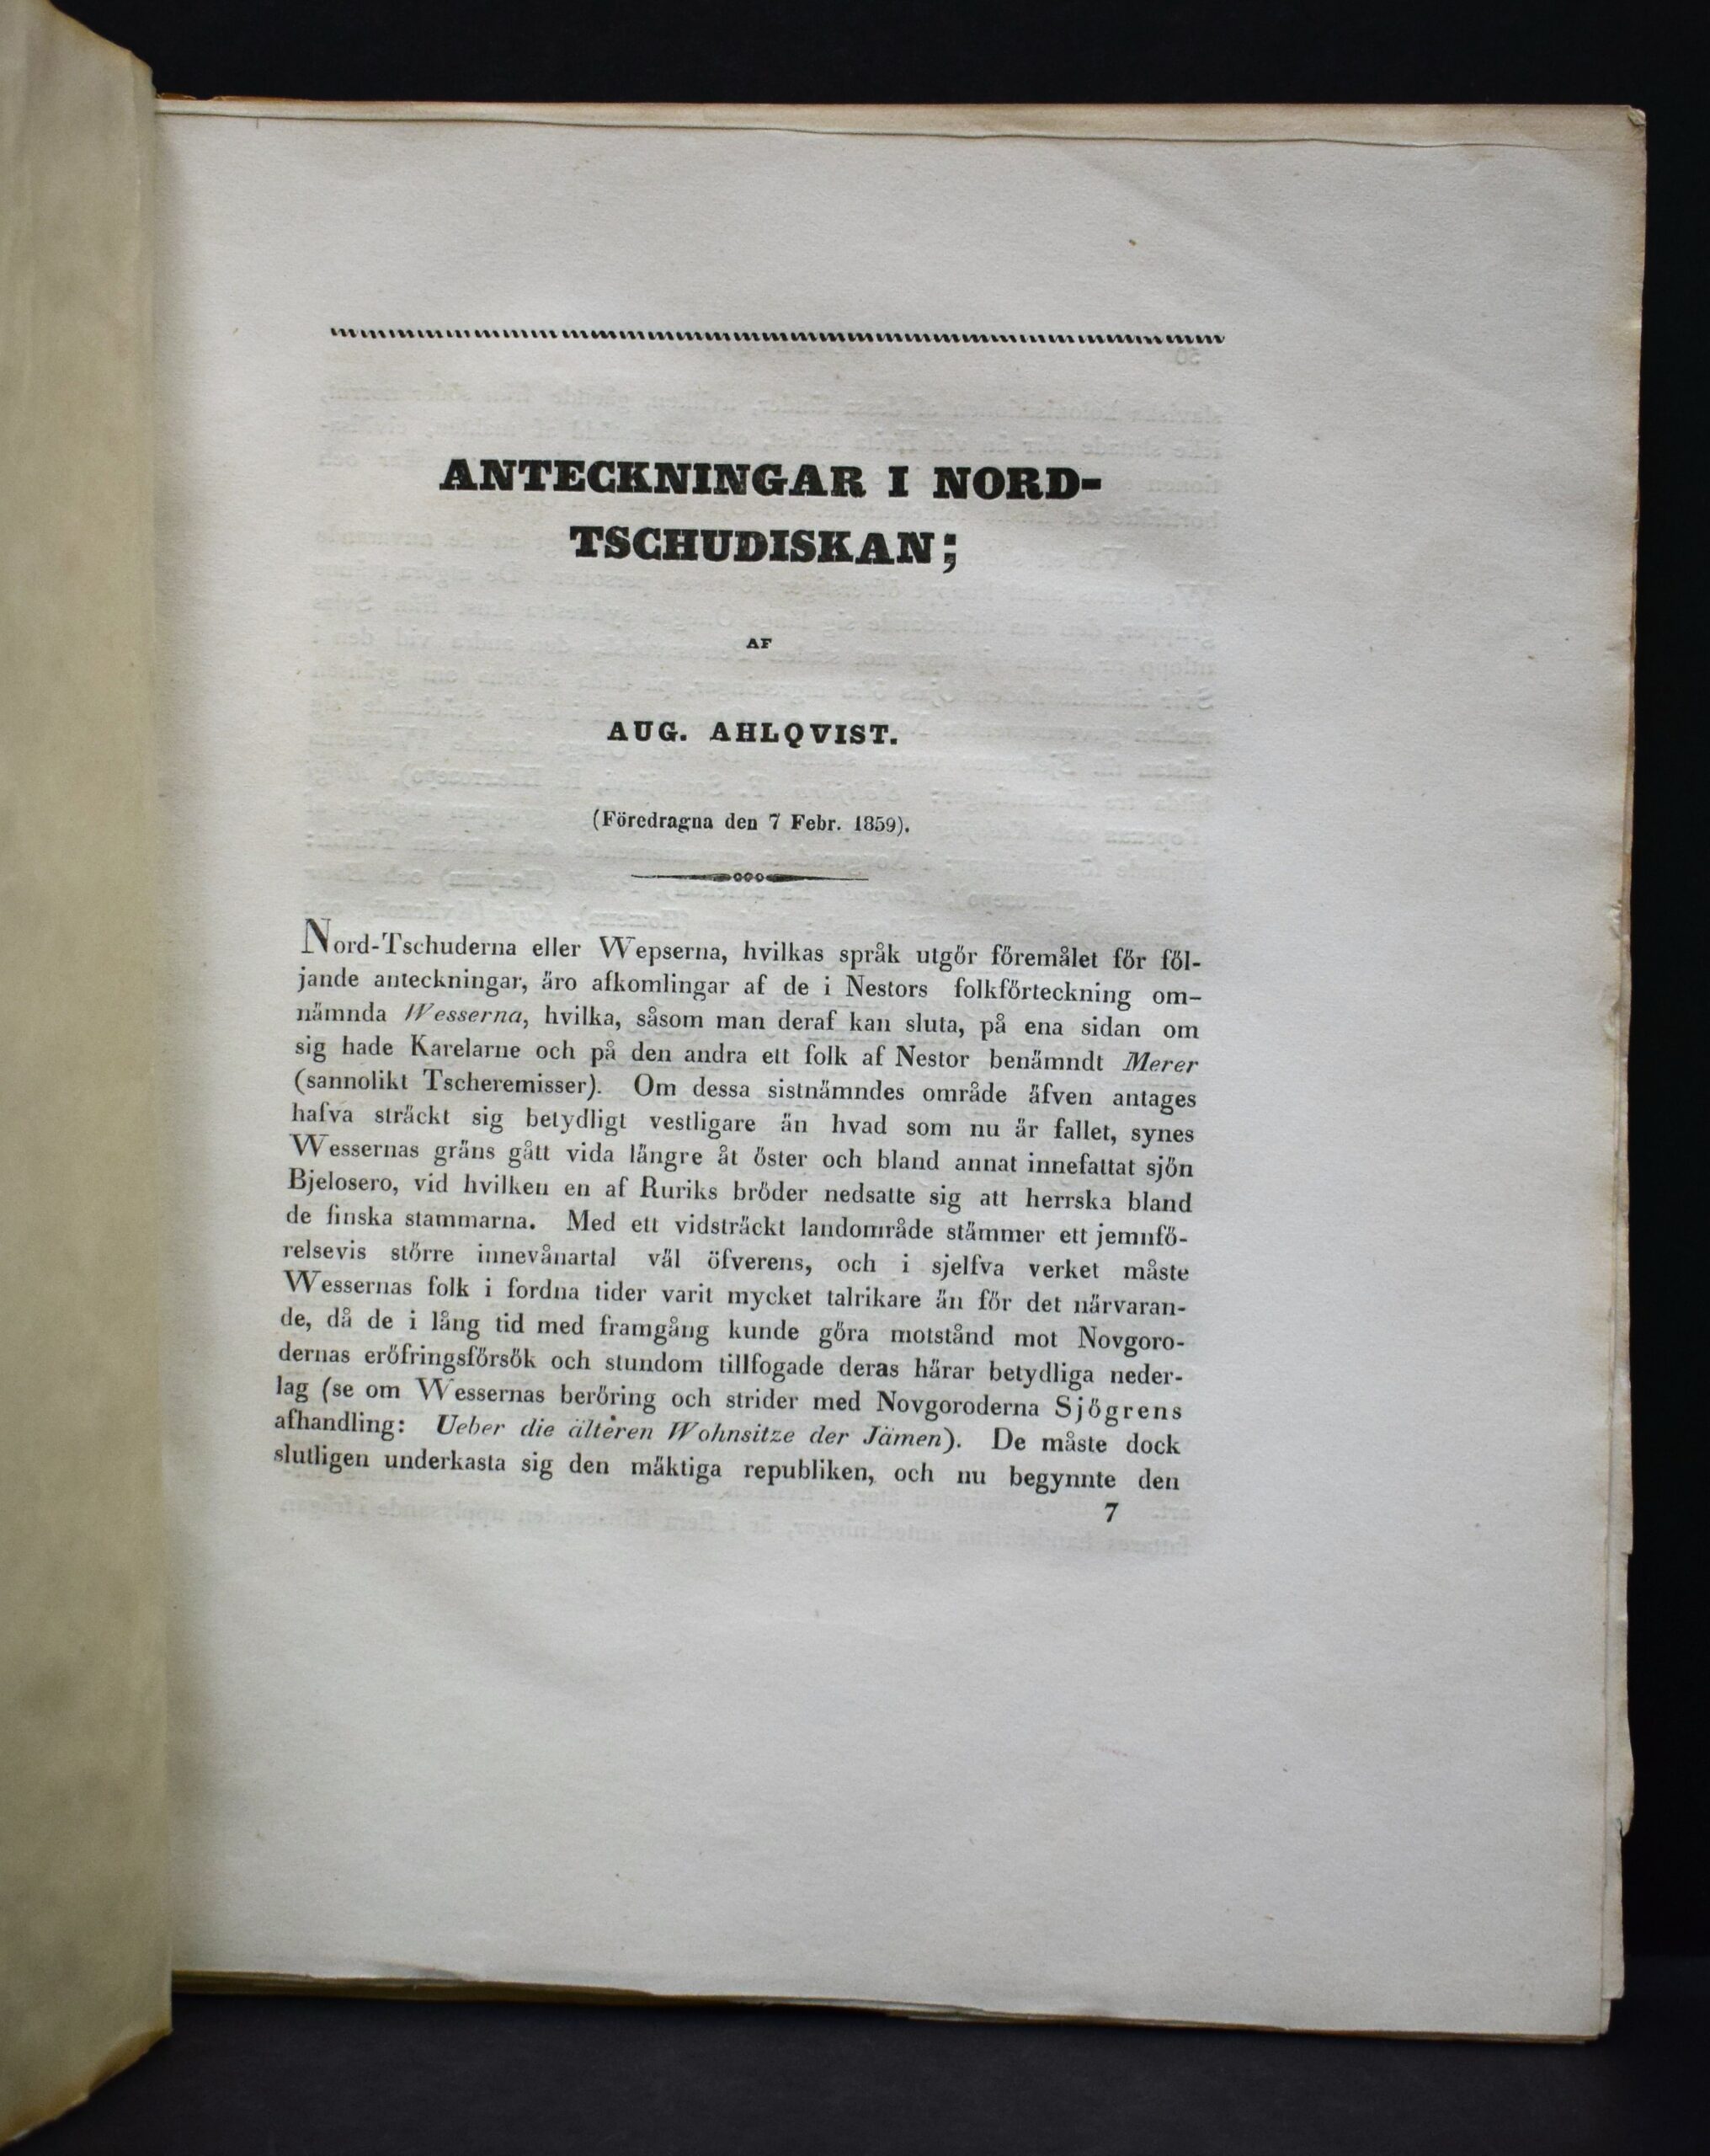 ANTECKNINGAR I NORD-
TSCHUDISKAN;
AF
AUG. AHLQVIST.
(Föredragna den 7 Febr. 1859).
Nord-Tschuderna eller Wepserna, hvilkas språk utgör föremålet för föl-
jande anteckningar, äro afkomlingar af de i Nestors folkförteckning om-
nämnda Wesserna, hvilka, såsom man deraf kan sluta, på ena sidan om
sig hade Karelarne och på den andra ett folk af Nestor benämndt Merer
(sannolikt Tscheremisser). Om dessa sistnämndes område äfven antages
hafva sträckt sig betydligt vestligare än hvad som nu är fallet, synes
Wessernas gräns gått vida längre åt öster och bland annat innefattat sjön
Bjelosero, vid hvilken en af Ruriks bröder nedsatte sig att herrska bland
de finska stammarna. Med ett vidsträckt landområde stämmer ett jemnfö-
relsevis större innevånartal väl öfverens, och i sjelfva verket måste
Wessernas folk i fordna tider varit mycket talrikare än för det närvaran-
de, då de i lång tid med framgång kunde göra motstånd mot Novgoro-
dernas eröfringsförsök och stundom tillfogade deras härar betydliga neder-
lag (se om Wessernas beröring och strider med Novgoroderna Sjögrens
afhandling: Ueber die älteren Wohnsitze der Jämen). De måste dock
slutligen underkasta sig den mäktiga republiken, och nu begynnte den
7